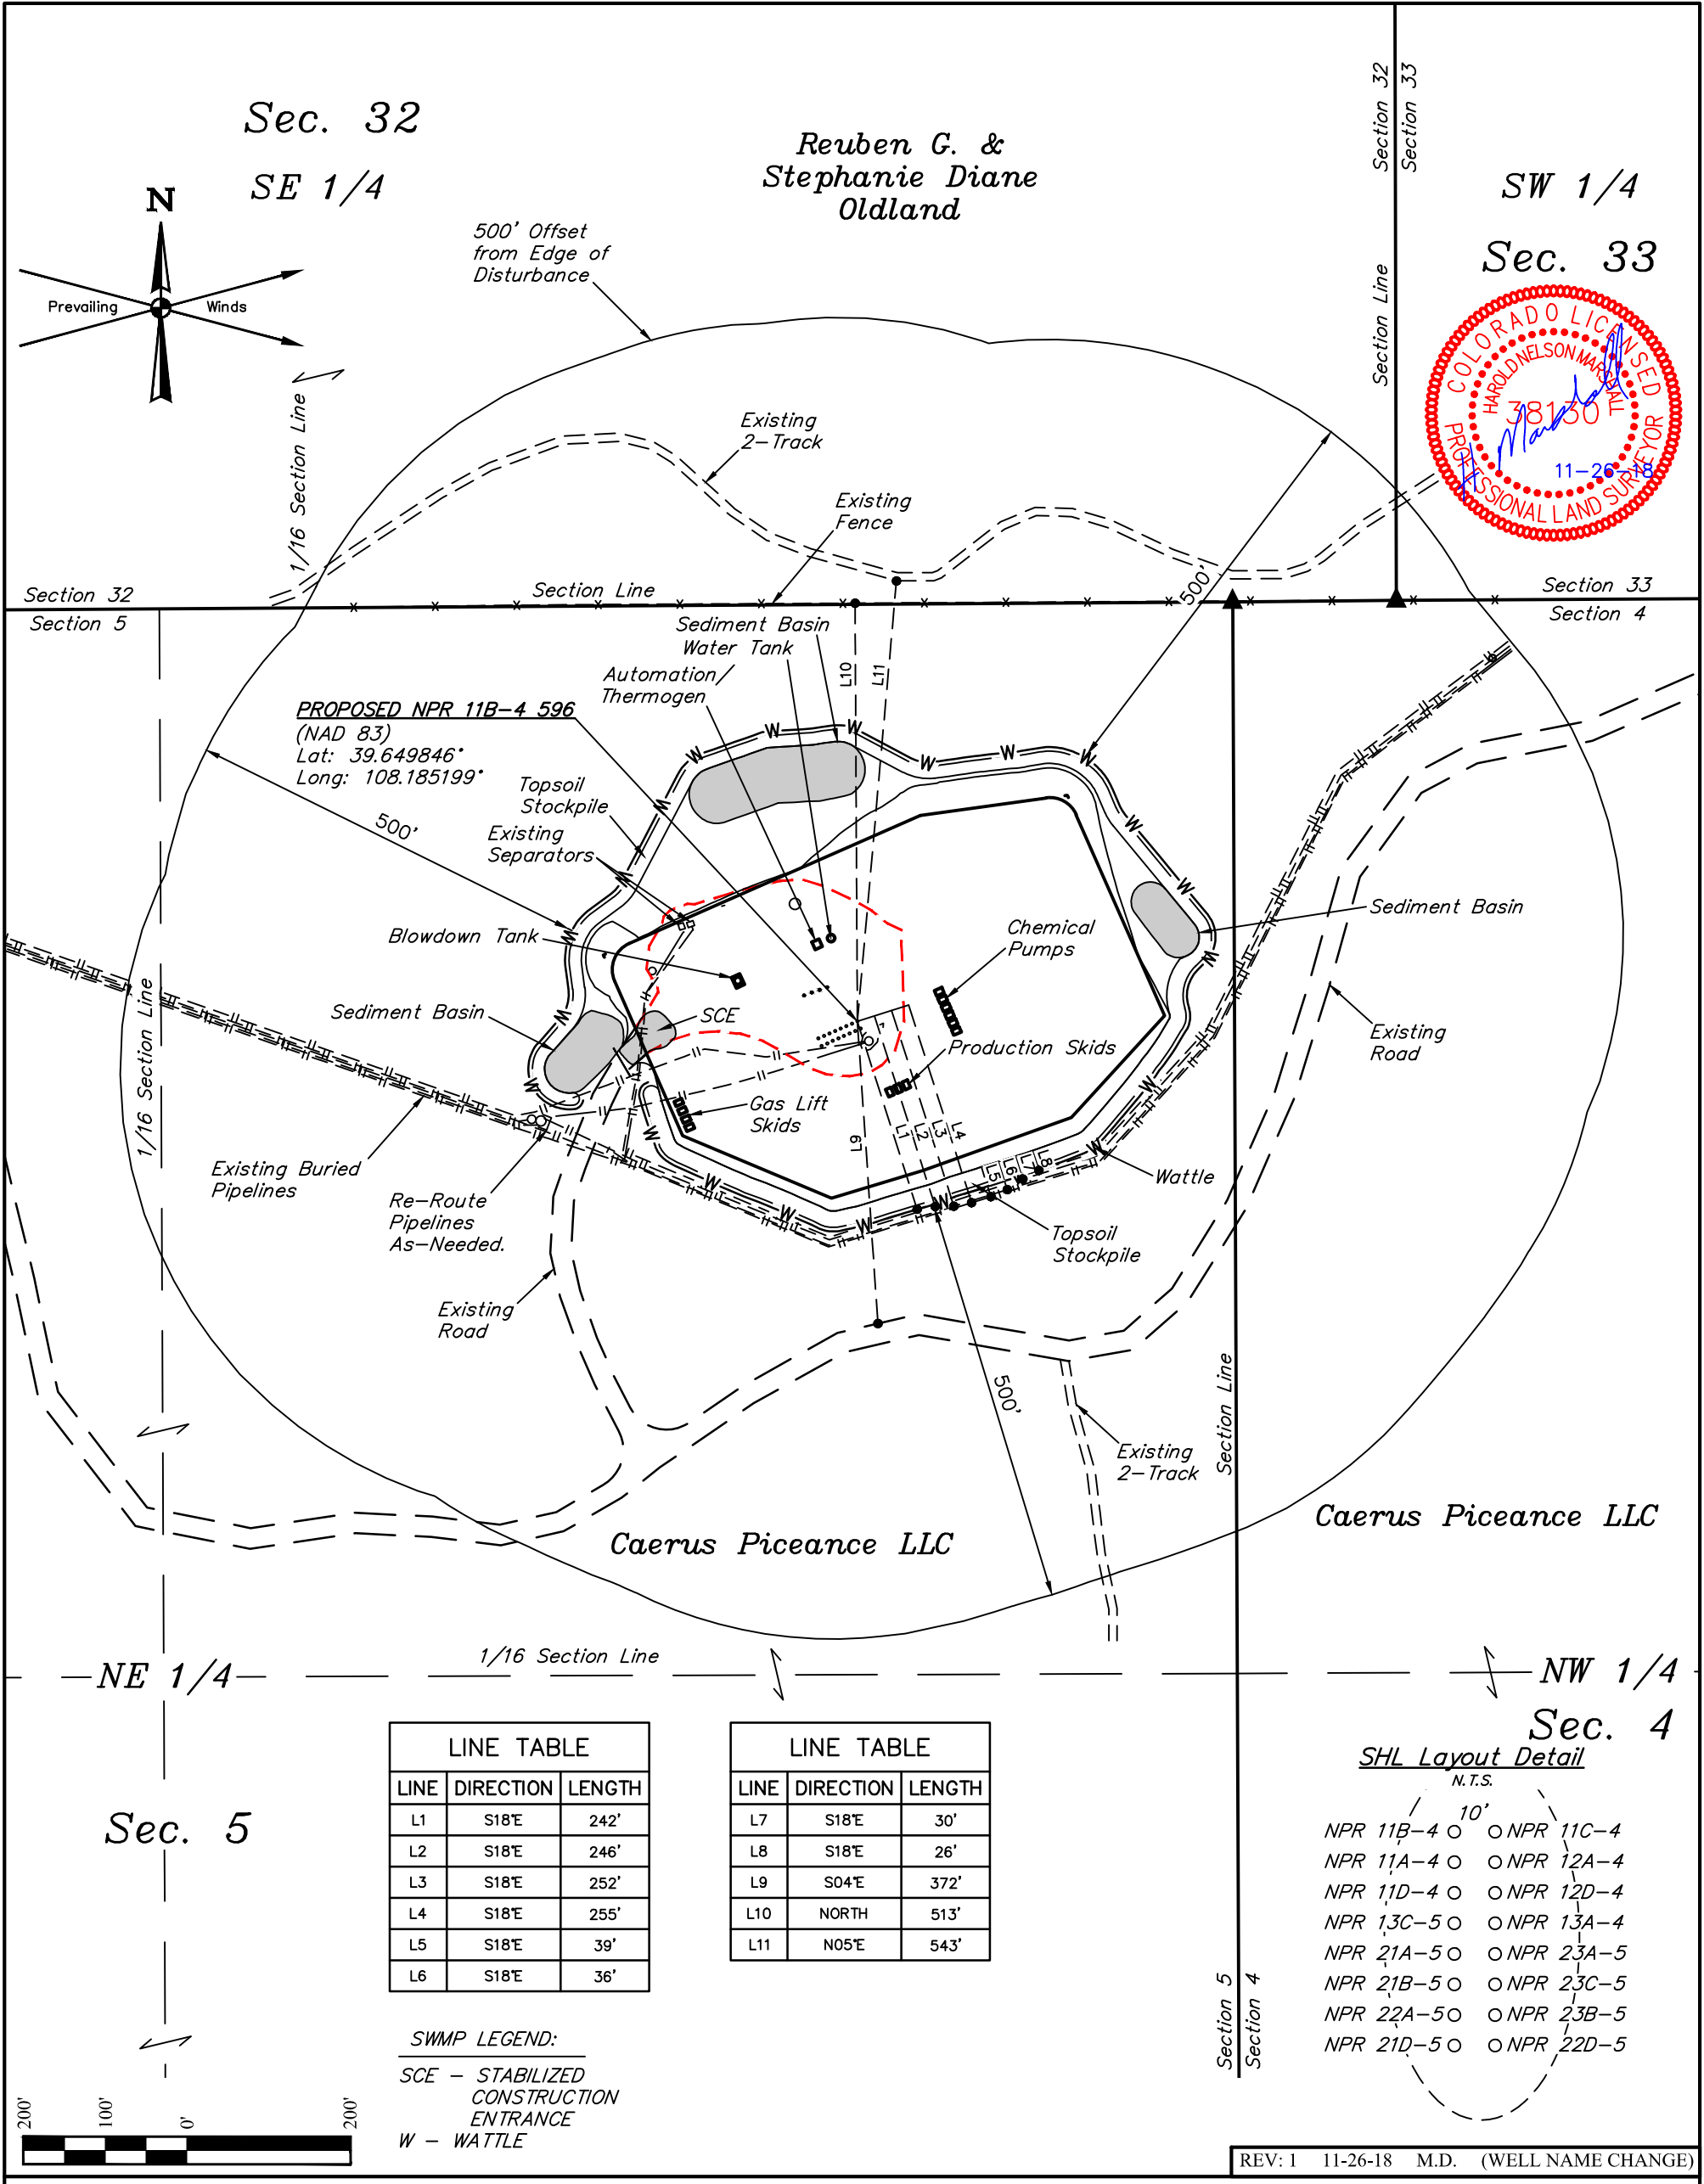 Sec. 32
SE 1/4
N
Prevailing
Winds
Reuben G. &
Stephanie Diane
Oldland
Section 32
Section 33
SW 1/4
Sec. 33
COLORADO LICENSED
PROFESSIONAL LAND SURVEYOR
HAROLD NELSON MARSHALL
38130
11-26-18
500' Offset
from Edge of
Disturbance
1/16 Section Line
Section Line
Existing
2-Track
Existing
Fence
500'
Section 32
Section 5
Section Line
Section 33
Section 4
Sediment Basin
Water Tank
Automation/
Thermogen
L10
L11
PROPOSED NPR 11B-4 596
(NAD 83)
Lat: 39.649846°
Long: 108.185199°
Topsoil
Stockpile
Existing
Separators
500'
Blowdown Tank
Sediment Basin
SCE
Chemical
Pumps
Sediment Basin
Production Skids
Existing
Road
Gas Lift
Skids
L9
L1
L2
L3
L4
L5
L6
L7
L8
Wattle
Topsoil
Stockpile
1/16 Section Line
Existing Buried
Pipelines
Re-Route
Pipelines
As-Needed.
Existing
Road
500'
Existing
2-Track
Section Line
Caerus Piceance LLC
Caerus Piceance LLC
1/16 Section Line
NE 1/4
NW 1/4
Sec. 4
Sec. 5
LINE TABLE
LINE DIRECTION LENGTH
L1 S18°E 242'
L2 S18°E 246'
L3 S18°E 252'
L4 S18°E 255'
L5 S18°E 39'
L6 S18°E 36'
LINE TABLE
LINE DIRECTION LENGTH
L7 S18°E 30'
L8 S18°E 26'
L9 S04°E 372'
L10 NORTH 513'
L11 N05°E 543'
SHL Layout Detail
N.T.S.
10'
NPR 11B-4 NPR 11C-4
NPR 11A-4 NPR 12A-4
NPR 11D-4 NPR 12D-4
NPR 13C-5 NPR 13A-4
NPR 21A-5 NPR 23A-5
NPR 21B-5 NPR 23C-5
NPR 22A-5 NPR 23B-5
NPR 21D-5 NPR 22D-5
Section 5
Section 4
SWMP LEGEND:
SCE - STABILIZED
CONSTRUCTION
ENTRANCE
W - WATTLE
200' 100' 0' 200'
REV: 1 11-26-18 M.D. (WELL NAME CHANGE)